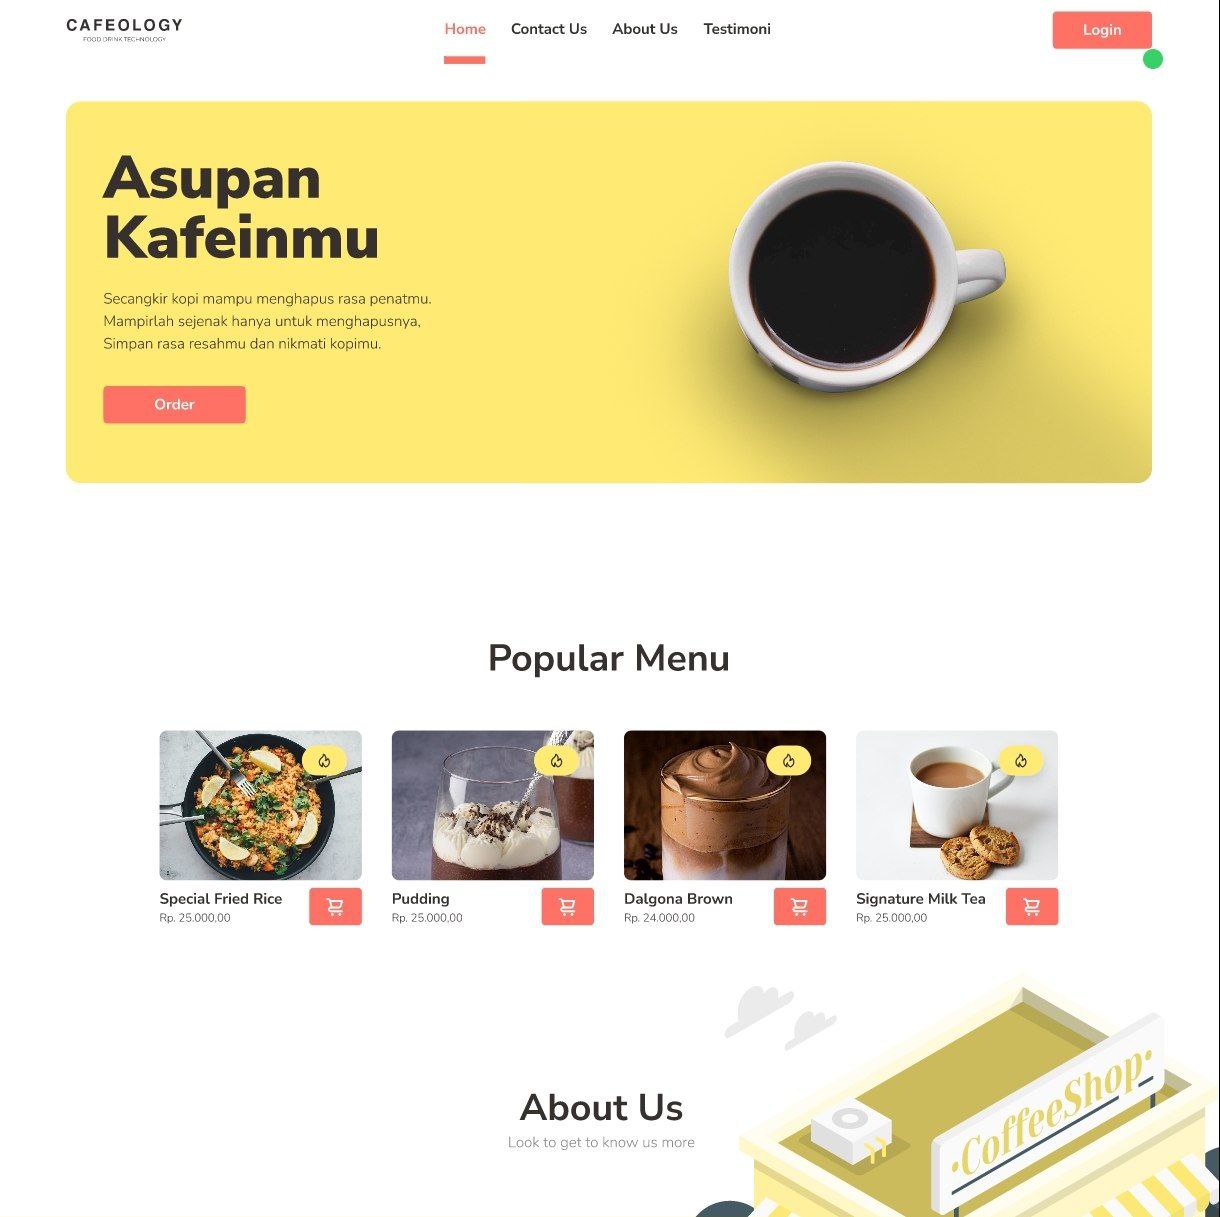 CAFEOLOGY
FOOD DRINK TECHNOLOGY
Home Contact Us About Us Testimoni
Login
Asupan
Kafeinmu
Secangkir kopi mampu menghapus rasa penatmu.
Mampirlah sejenak hanya untuk menghapusnya,
Simpan rasa resahmu dan nikmati kopimu.
Order
Popular Menu
Special Fried Rice
Rp. 25.000,00
Pudding
Rp. 25.000,00
Dalgona Brown
Rp. 24.000,00
Signature Milk Tea
Rp. 25.000,00
About Us
Look to get to know us more
CoffeeShop